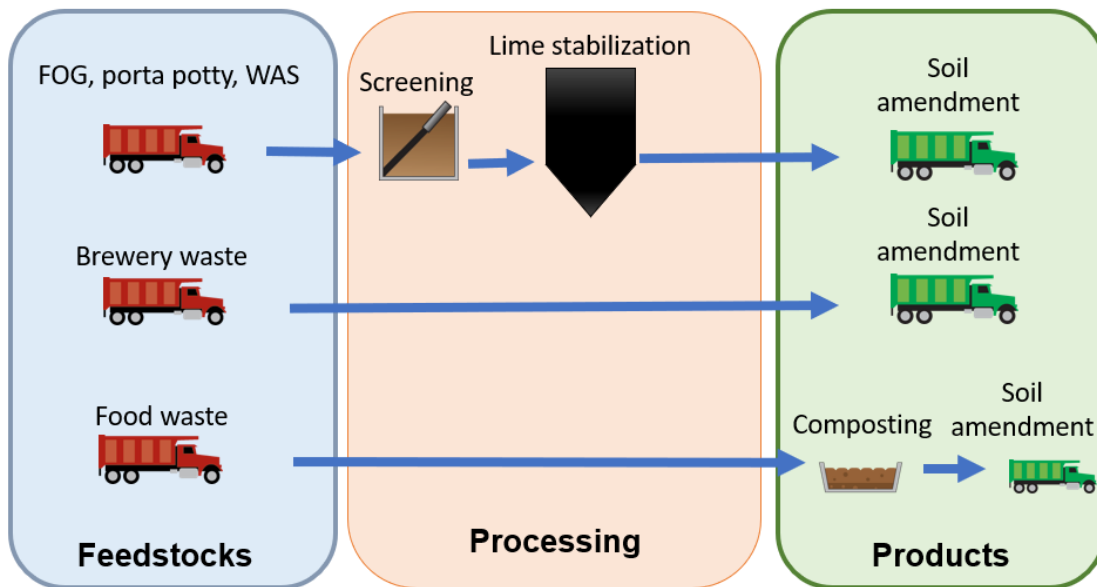 FOG, porta potty, WAS
Screening
Lime stabilization
Soil
amendment
Brewery waste
Soil
amendment
Food waste
Composting
Soil
amendment
Feedstocks
Processing
Products